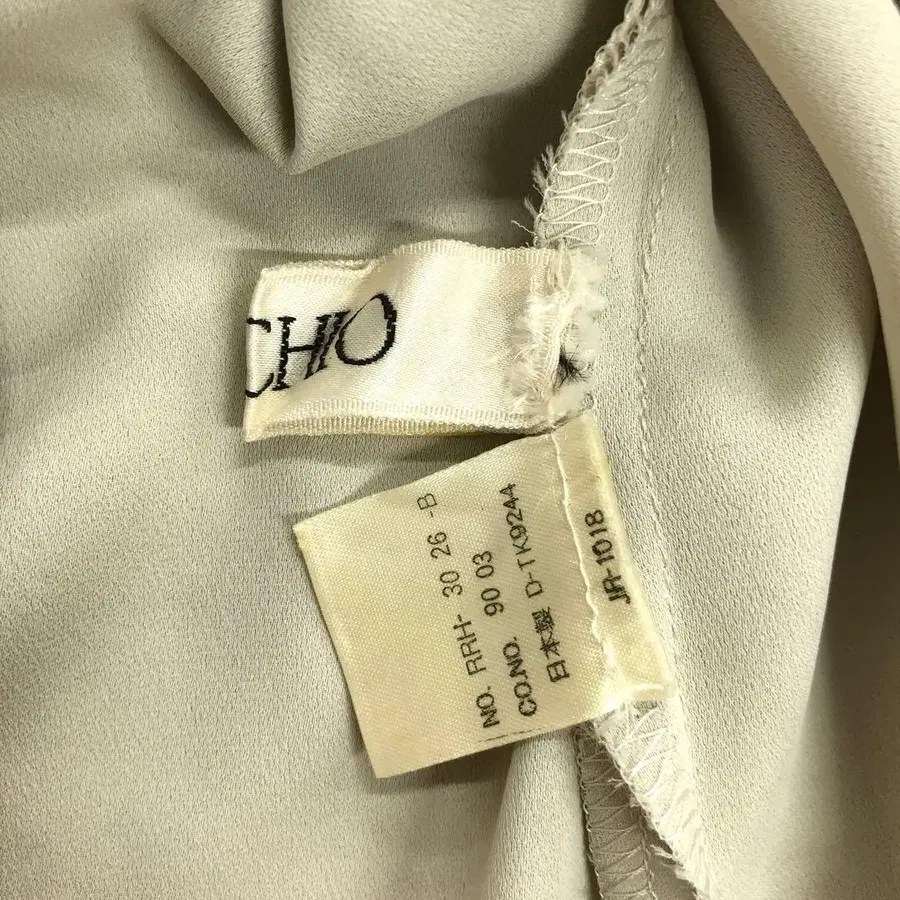 CHIO
NO. RRH- 30 26 -B
CO.NO. 90 03
日本製 D-TK9244
JR-1018